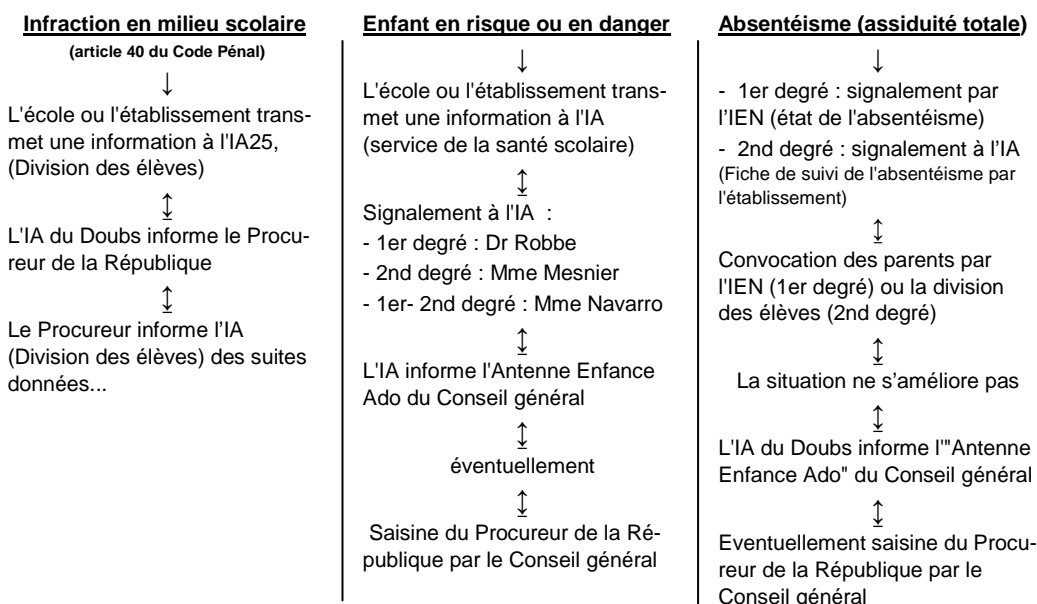 Infraction en milieu scolaire
(article 40 du Code Pénal)
↓
L'école ou l'établissement trans-
met une information à l'IA25,
(Division des élèves)
↨
L'IA du Doubs informe le Procu-
reur de la République
↨
Le Procureur informe l'IA
(Division des élèves) des suites
données...
Enfant en risque ou en danger
↓
L'école ou l'établissement trans-
met une information à l'IA
(service de la santé scolaire)
↨
Signalement à l'IA :
- 1er degré : Dr Robbe
- 2nd degré : Mme Mesnier
- 1er- 2nd degré : Mme Navarro
↨
L'IA informe l'Antenne Enfance
Ado du Conseil général
↨
éventuellement
↨
Saisine du Procureur de la Ré-
publique par le Conseil général
Absentéisme (assiduité totale)
↓
- 1er degré : signalement par
l'IEN (état de l'absentéisme)
- 2nd degré : signalement à l'IA
(Fiche de suivi de l'absentéisme par
l'établissement)
↨
Convocation des parents par
l'IEN (1er degré) ou la division
des élèves (2nd degré)
↨
La situation ne s'améliore pas
↨
L'IA du Doubs informe l'"Antenne
Enfance Ado" du Conseil général
↨
Eventuellement saisine du Procu-
reur de la République par le
Conseil général